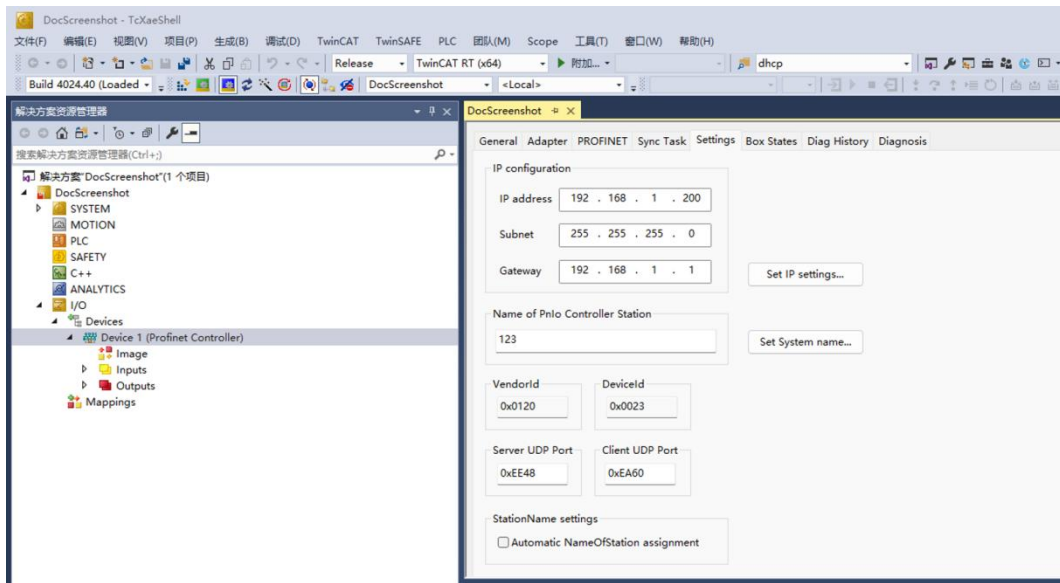 DocScreenshot - TcXaeShell
文件(F) 编辑(E) 视图(V) 项目(P) 生成(B) 调试(D) TwinCAT TwinSAFE PLC 团队(M) Scope 工具(T) 窗口(W) 帮助(H)
Release TwinCAT RT (x64) 附加... dhcp
Build 4024.40 (Loaded DocScreenshot <Local>
解决方案资源管理器
搜索解决方案资源管理器(Ctrl+;)
解决方案"DocScreenshot"(1 个项目)
DocScreenshot
SYSTEM
MOTION
PLC
SAFETY
C++
ANALYTICS
I/O
Devices
Device 1 (Profinet Controller)
Image
Inputs
Outputs
Mappings
DocScreenshot
General Adapter PROFINET Sync Task Settings Box States Diag History Diagnosis
IP configuration
IP address 192 . 168 . 1 . 200
Subnet 255 . 255 . 255 . 0
Gateway 192 . 168 . 1 . 1 Set IP settings...
Name of PnIo Controller Station
123 Set System name...
VendorId DeviceId
0x0120 0x0023
Server UDP Port Client UDP Port
0xEE48 0xEA60
StationName settings
Automatic NameOfStation assignment